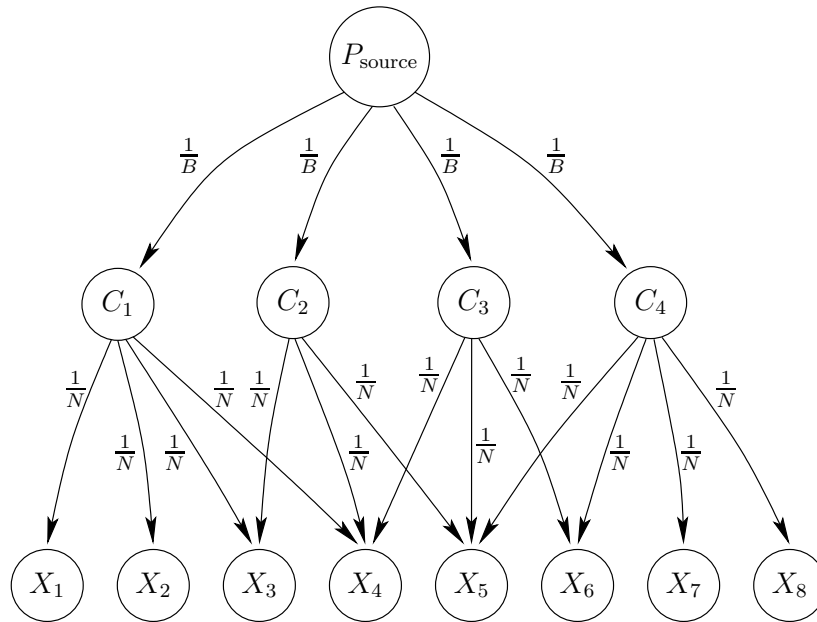 P_source
1/B 1/B 1/B 1/B
C_1 C_2 C_3 C_4
1/N 1/N 1/N 1/N 1/N 1/N 1/N 1/N
1/N 1/N 1/N 1/N 1/N 1/N
X_1 X_2 X_3 X_4 X_5 X_6 X_7 X_8